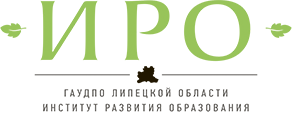 ИРО
ГАУДПО ЛИПЕЦКОЙ ОБЛАСТИ
ИНСТИТУТ РАЗВИТИЯ ОБРАЗОВАНИЯ